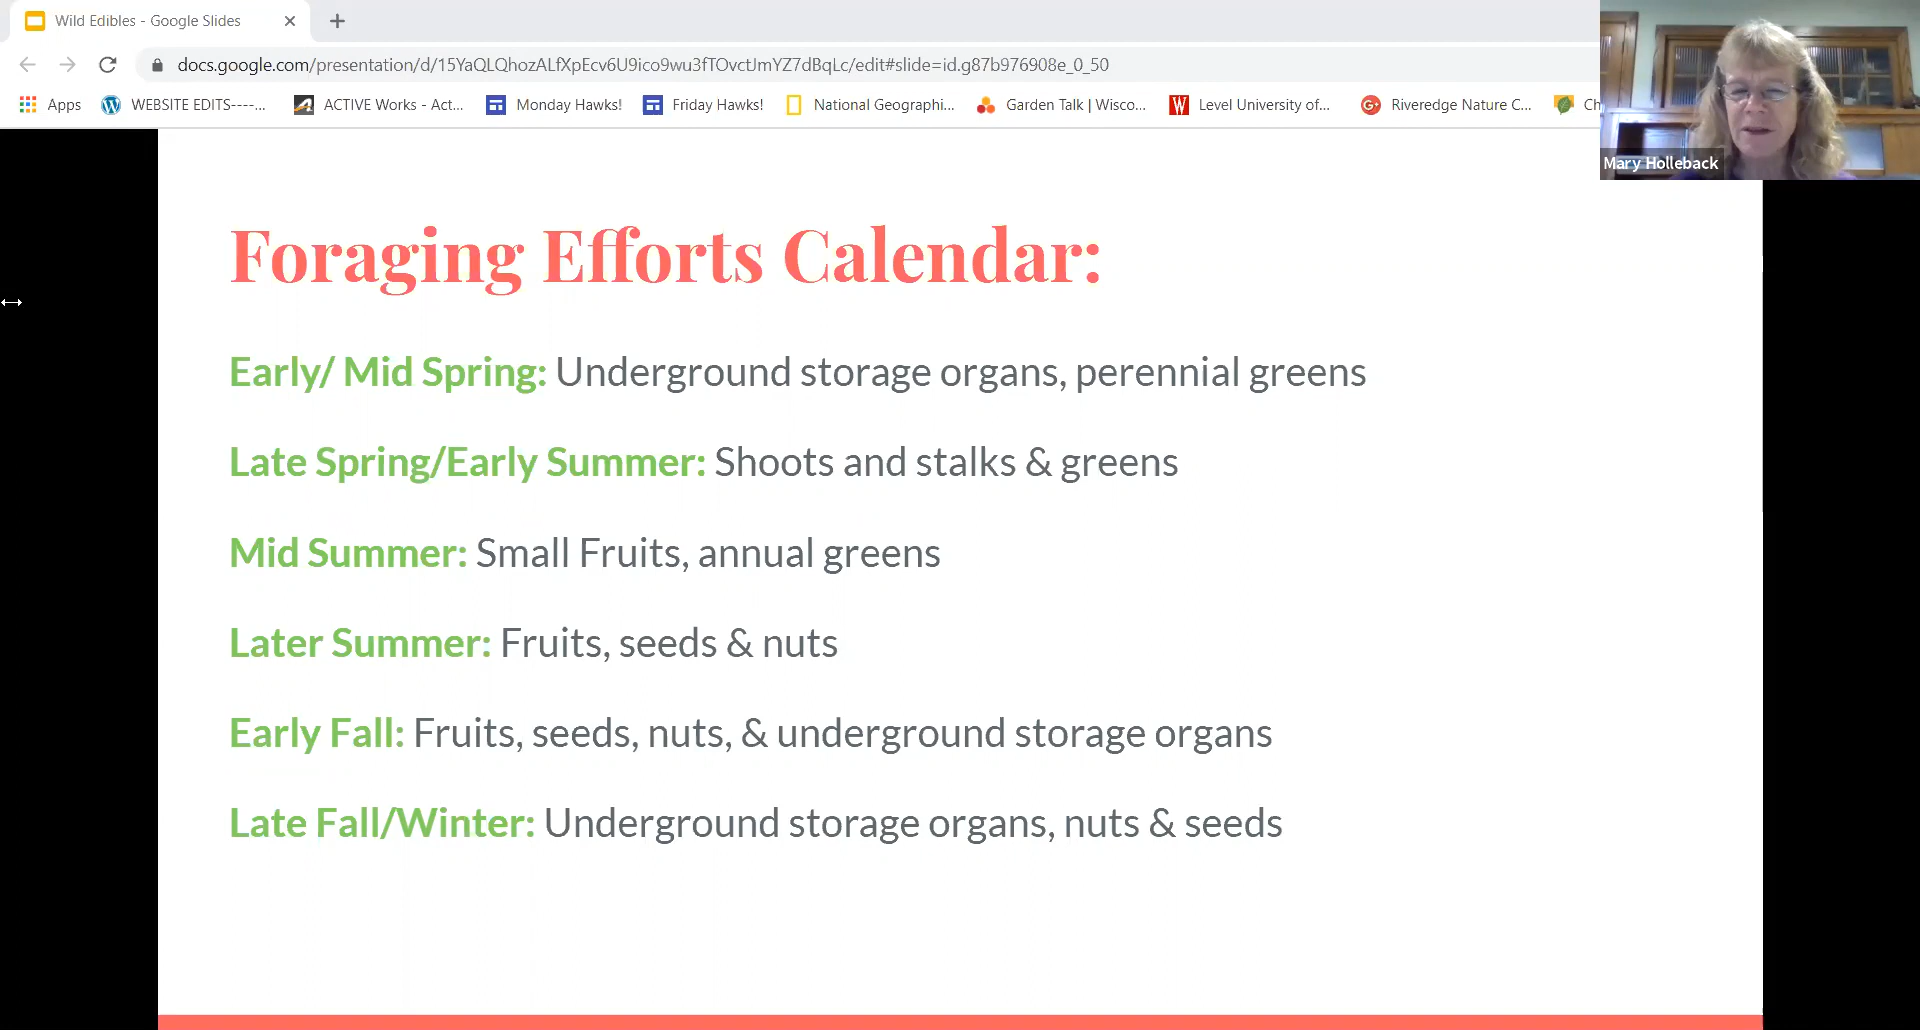 Wild Edibles - Google Slides
docs.google.com/presentation/d/15YaQLQhozALfXpEcv6U9ico9wu3fTOvctJmYZ7dBqLc/edit#slide=id.g87b976908e_0_50
Apps WEBSITE EDITS----... ACTIVE Works - Act... Monday Hawks! Friday Hawks! National Geographi... Garden Talk | Wisco... Level University of... Riveredge Nature C... Ch
Mary Holleback
Foraging Efforts Calendar:
Early/ Mid Spring: Underground storage organs, perennial greens
Late Spring/Early Summer: Shoots and stalks & greens
Mid Summer: Small Fruits, annual greens
Later Summer: Fruits, seeds & nuts
Early Fall: Fruits, seeds, nuts, & underground storage organs
Late Fall/Winter: Underground storage organs, nuts & seeds